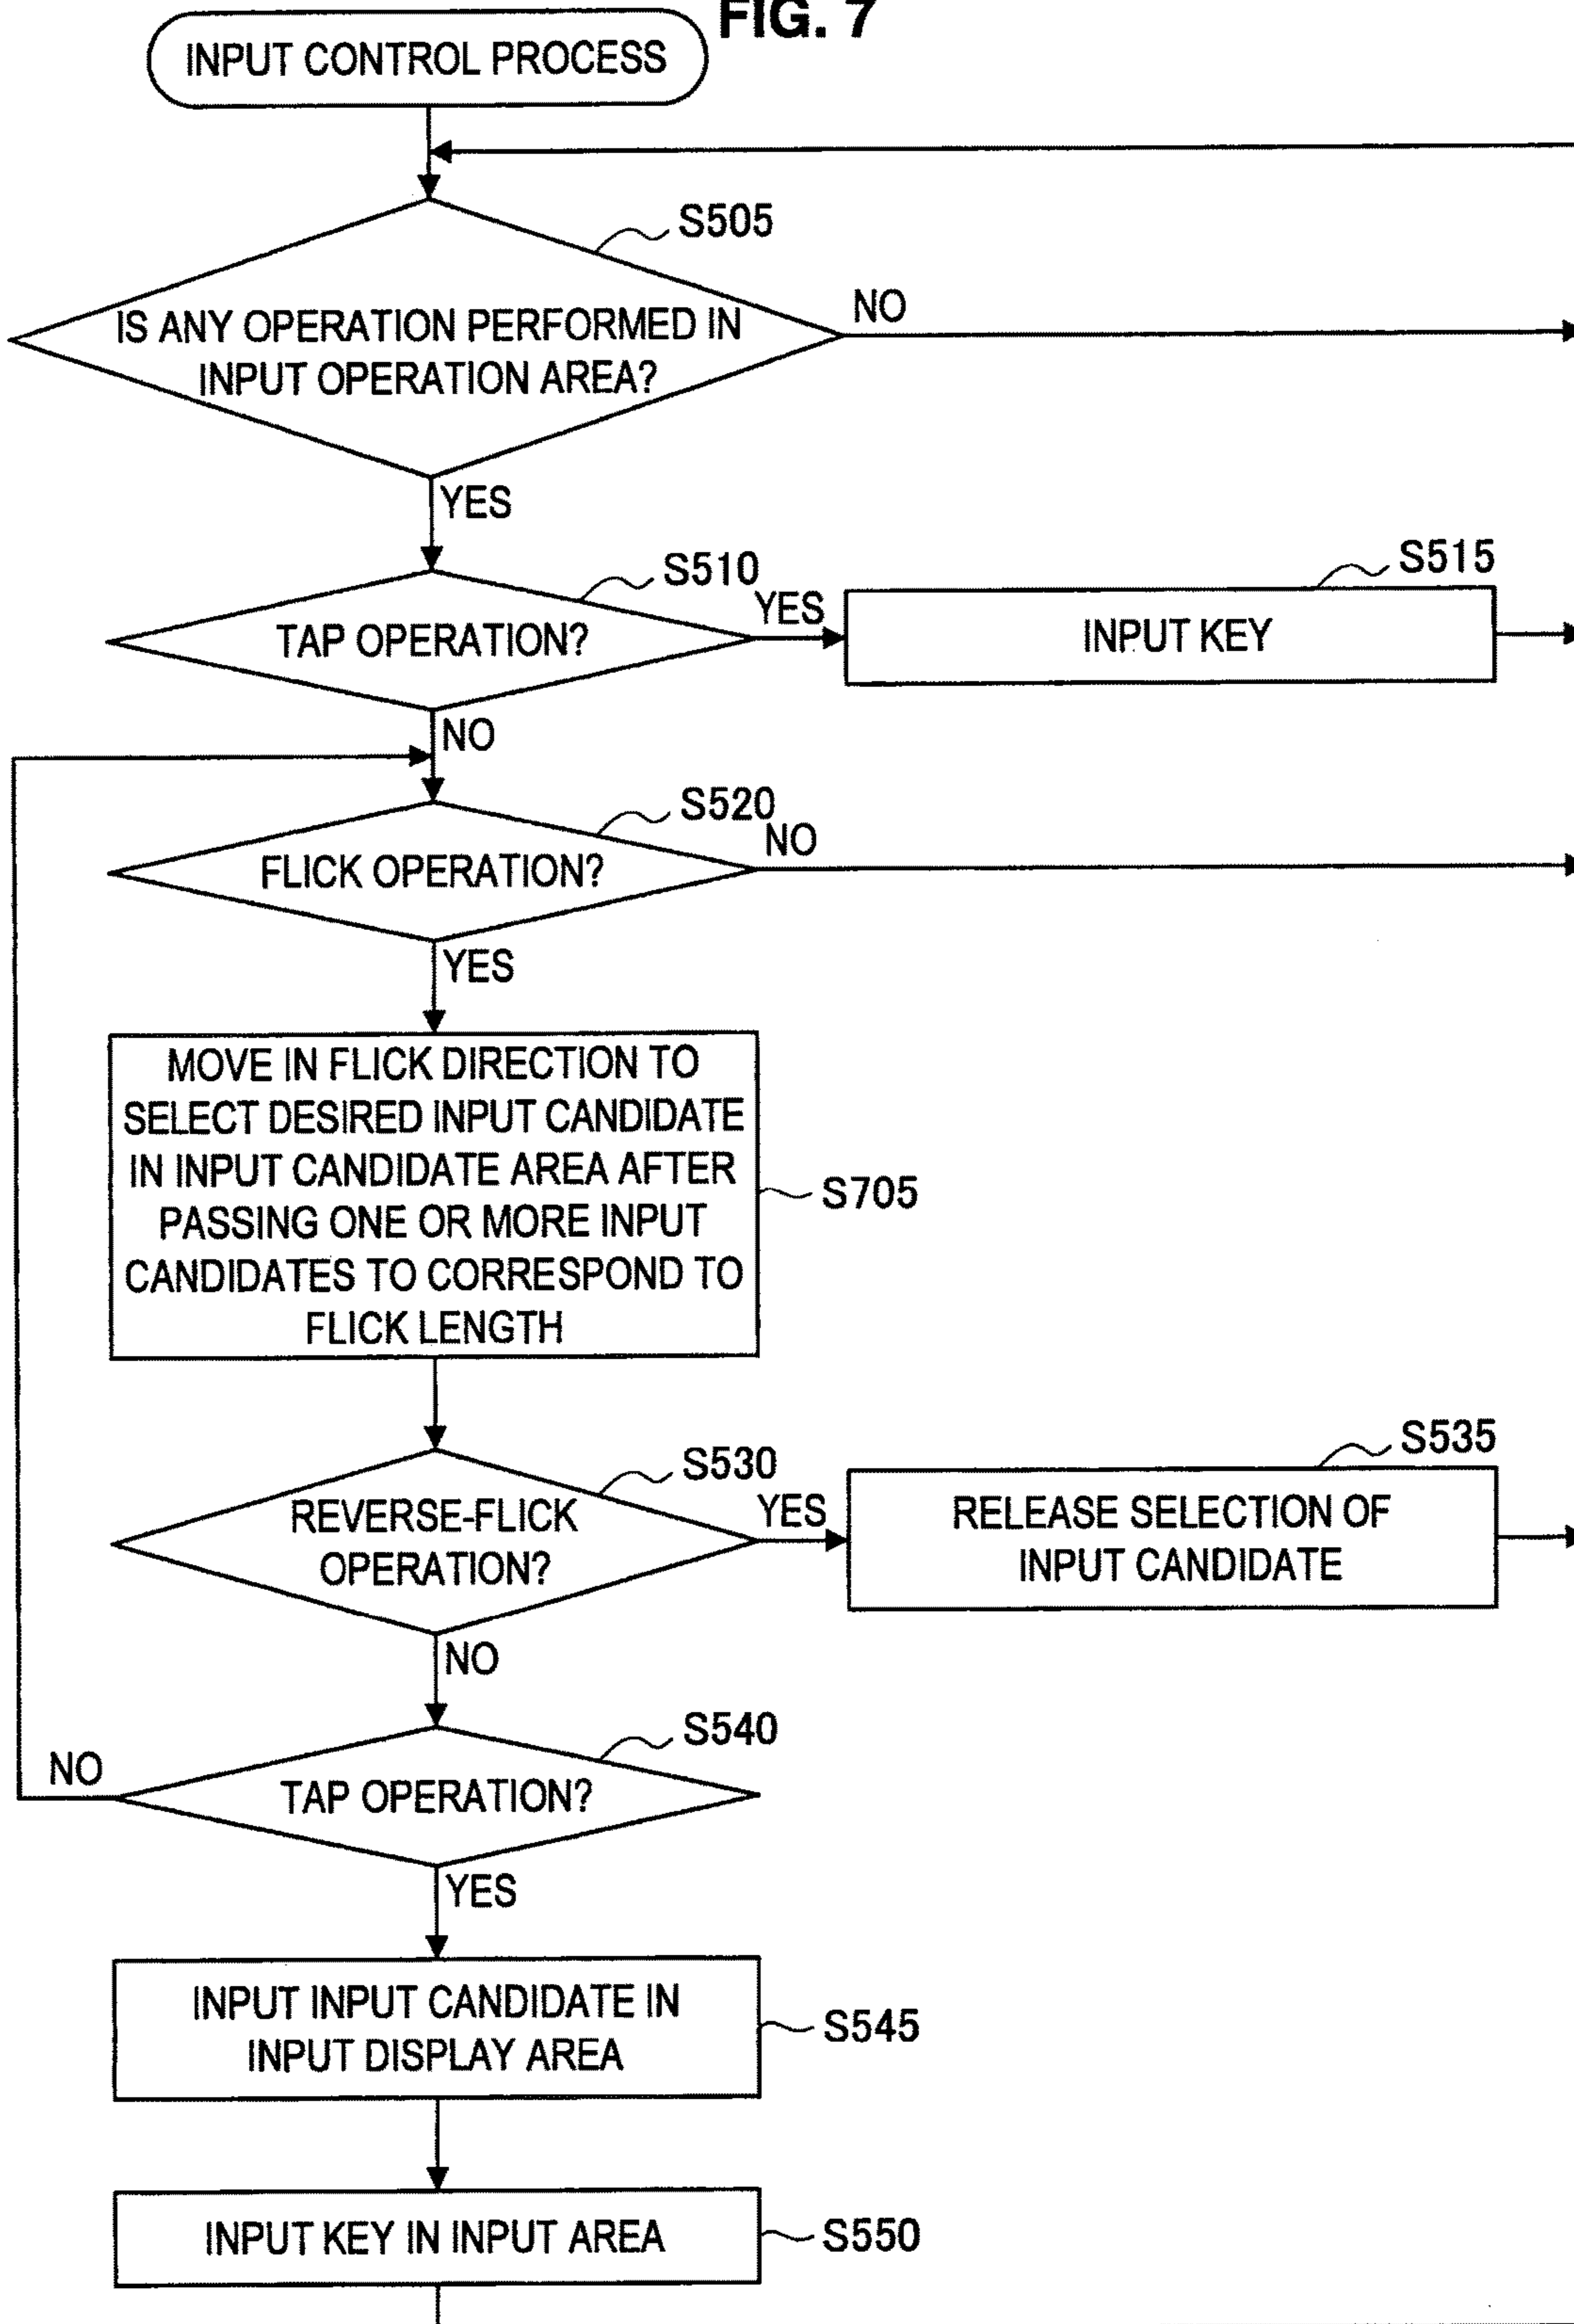 FIG. 7
INPUT CONTROL PROCESS
S505
IS ANY OPERATION PERFORMED IN
INPUT OPERATION AREA?
NO
YES
S510
TAP OPERATION?
YES
S515
INPUT KEY
NO
S520
FLICK OPERATION?
NO
YES
MOVE IN FLICK DIRECTION TO
SELECT DESIRED INPUT CANDIDATE
IN INPUT CANDIDATE AREA AFTER
PASSING ONE OR MORE INPUT
CANDIDATES TO CORRESPOND TO
FLICK LENGTH
S705
S530
REVERSE-FLICK
OPERATION?
YES
S535
RELEASE SELECTION OF
INPUT CANDIDATE
NO
S540
TAP OPERATION?
NO
YES
INPUT INPUT CANDIDATE IN
INPUT DISPLAY AREA
S545
INPUT KEY IN INPUT AREA
S550